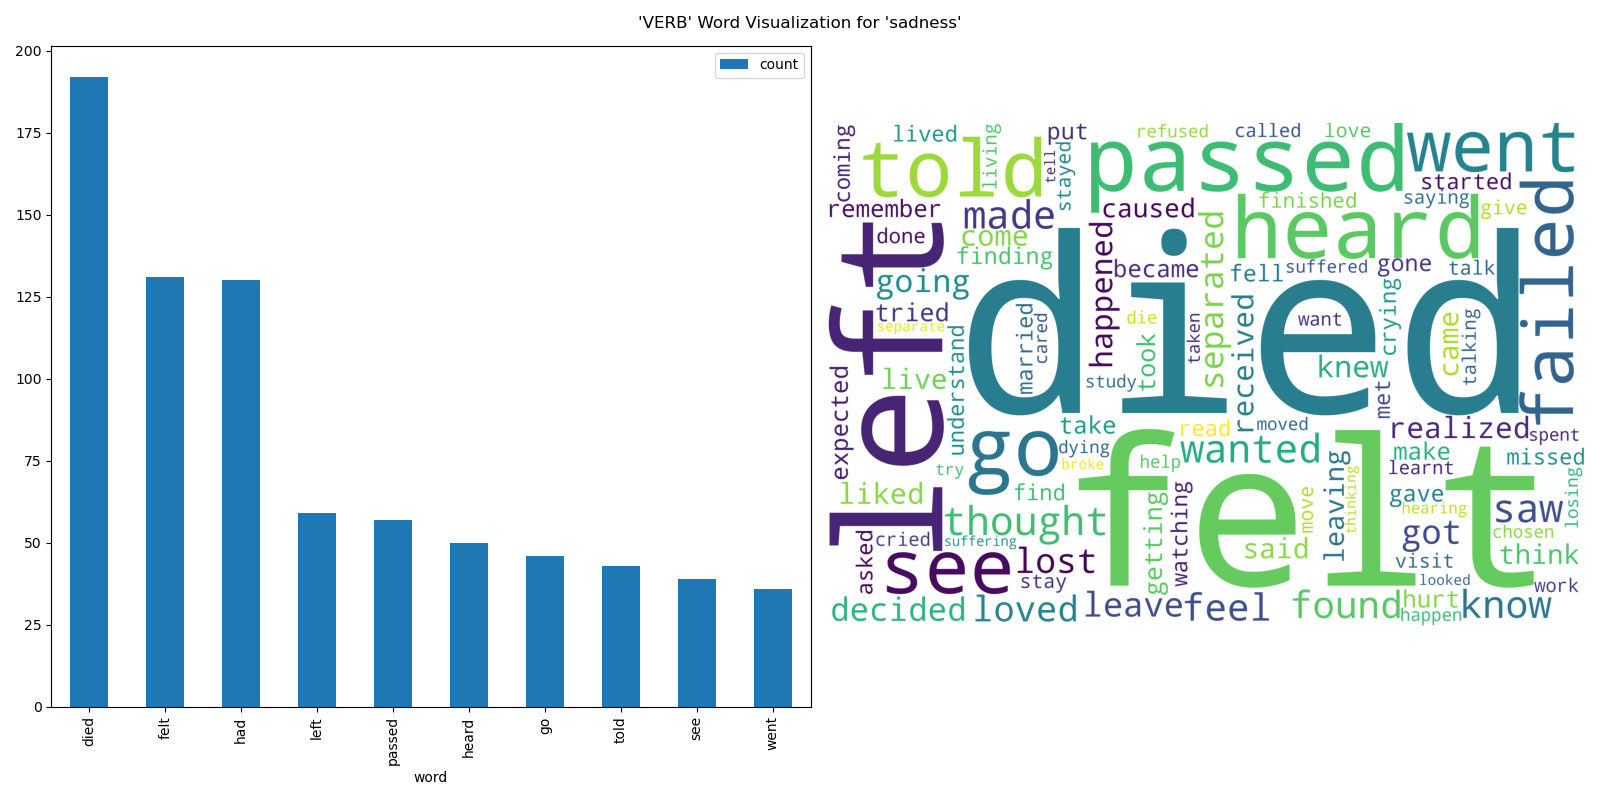 'VERB' Word Visualization for 'sadness'
200
175
150
125
100
75
50
25
0
count
died
felt
had
left
passed
heard
go
told
see
went
word
coming
lived
living
put
refused
called
love
told
tell
stayed
passed
went
started
remember
made
caused
finished
saying
give
heard
failed
left
done
come
finding
happened
became
separated
fell
suffered
gone
talk
going
died
tried
separate
understand
married
cared
die
taken
received
want
crying
came
talking
live
study
took
knew
met
expected
go
take
dying
broke
try
read
moved
wanted
realized
spent
make
learnt
missed
help
felt
liked
find
getting
watching
move
leaving
thinking
gave
hearing
saw
losing
thought
cried
suffering
asked
see
lost
stay
said
got
chosen
visit
think
looked
work
decided
loved
leave
feel
found
hurt
happen
know